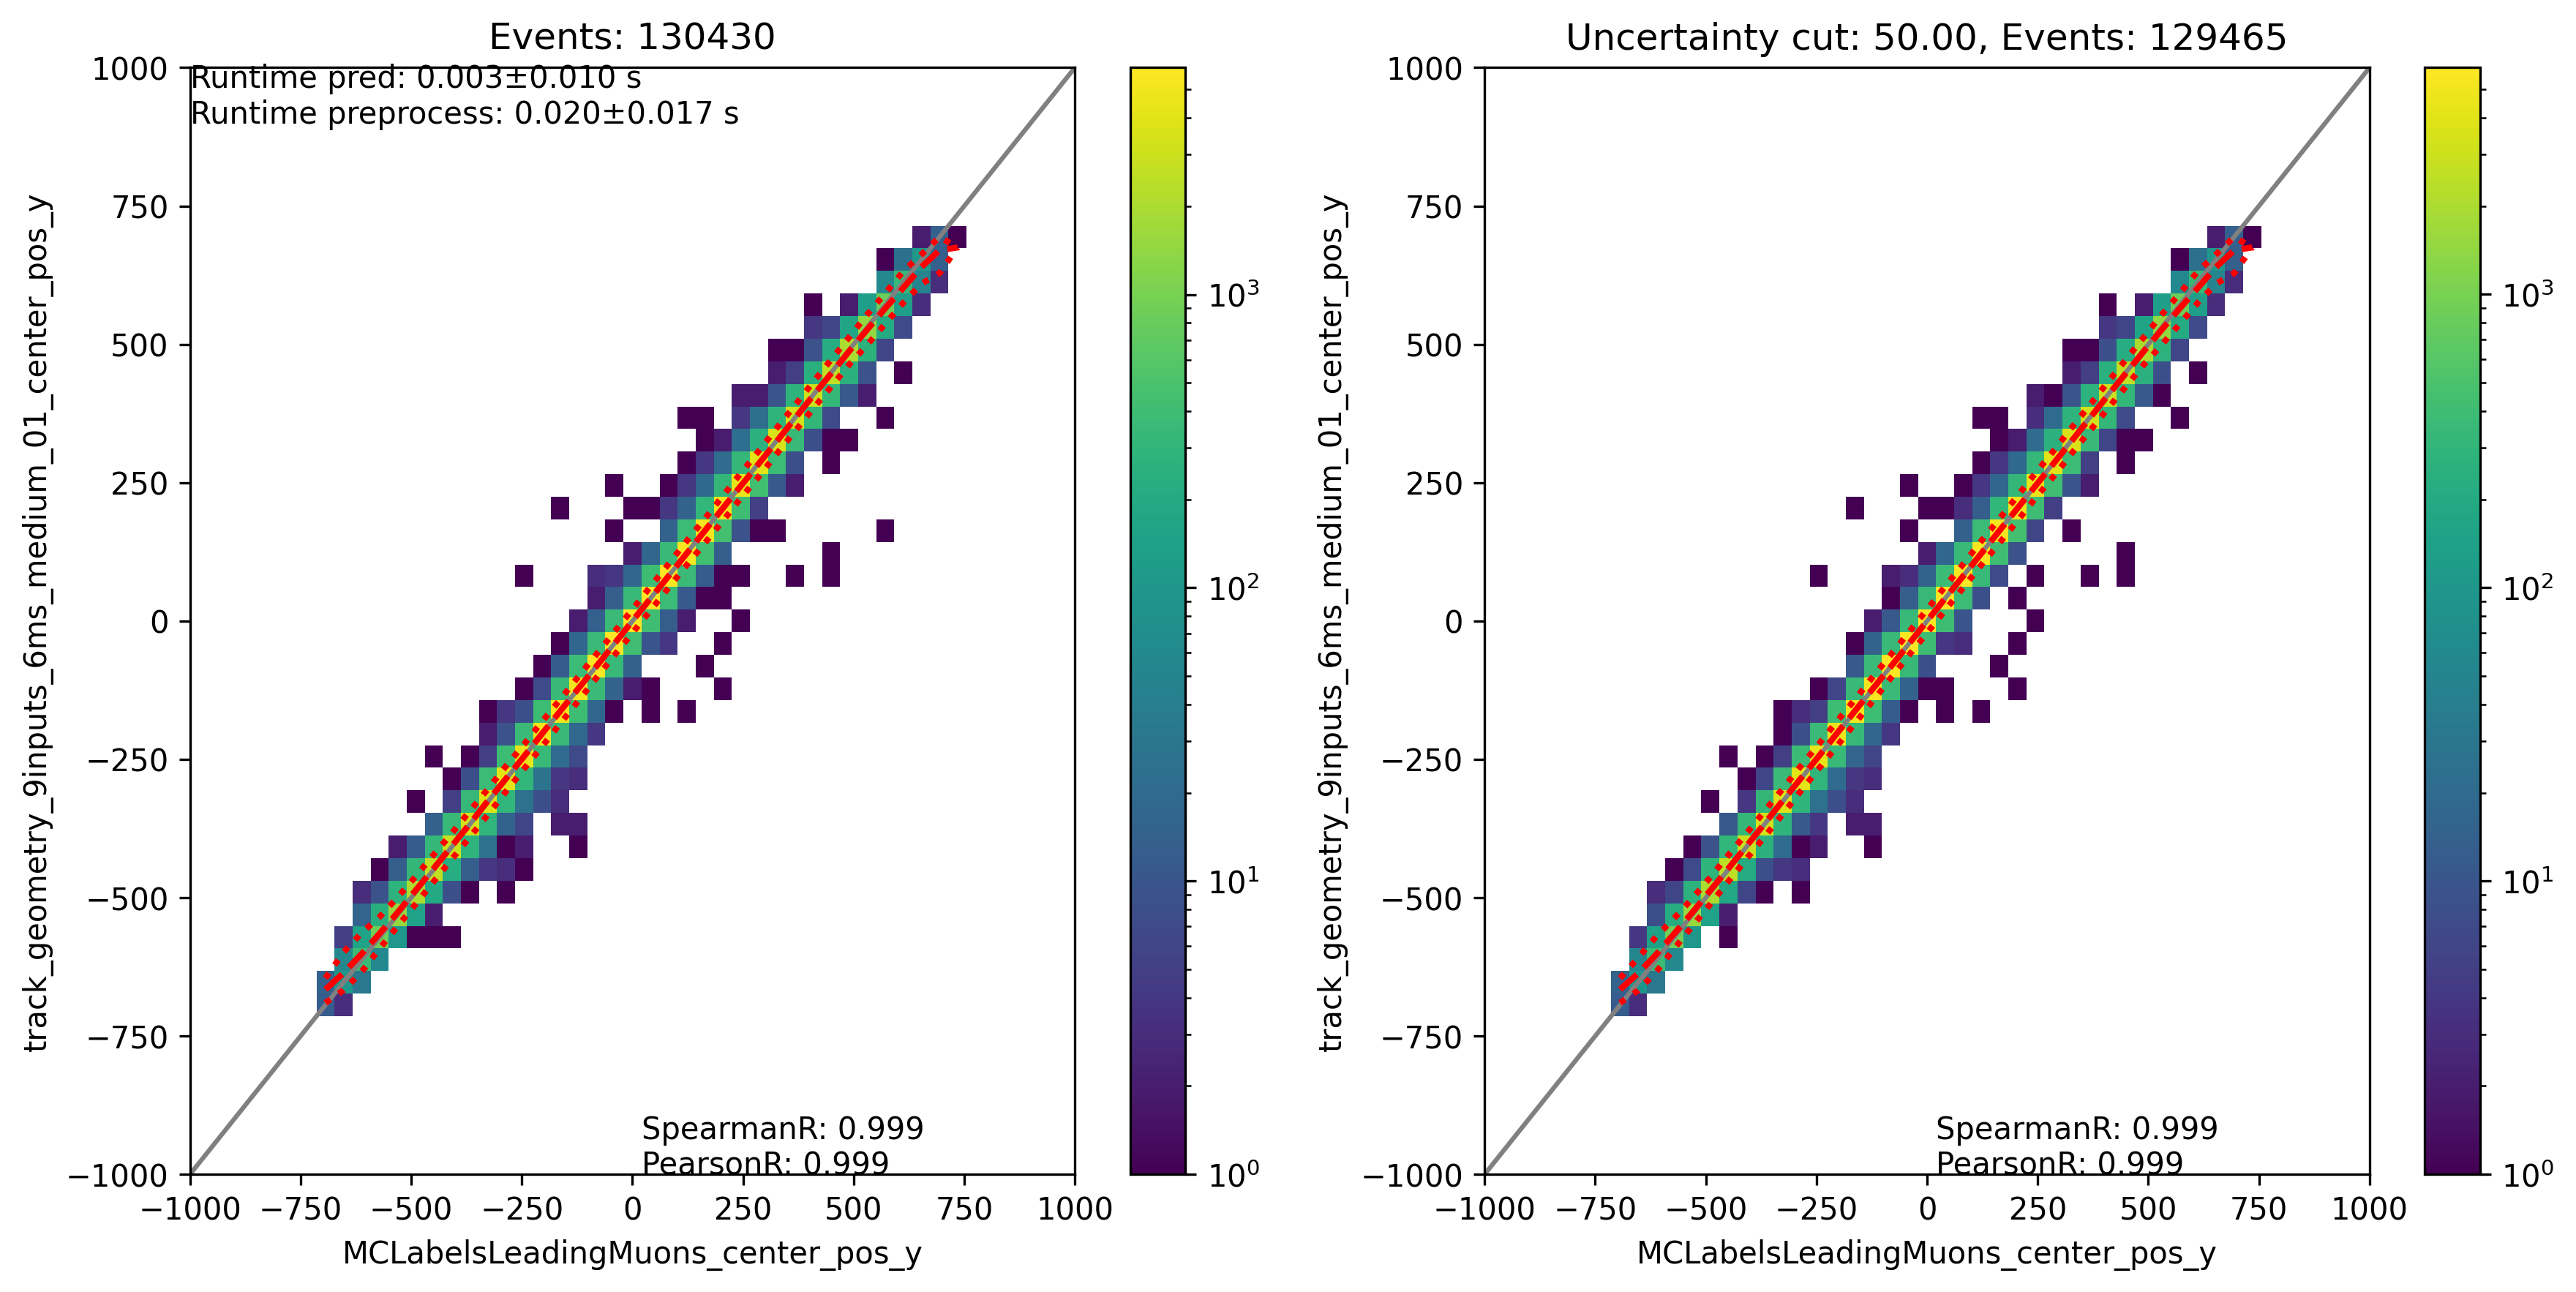 Events: 130430
Runtime pred: 0.003±0.010 s
Runtime preprocess: 0.020±0.017 s
track_geometry_9inputs_6ms_medium_01_center_pos_y
1000
750
500
250
0
−250
−500
−750
−1000
SpearmanR: 0.999
PearsonR: 0.999
−1000 −750 −500 −250 0 250 500 750 1000
MCLabelsLeadingMuons_center_pos_y
10³
10²
10¹
10⁰
Uncertainty cut: 50.00, Events: 129465
track_geometry_9inputs_6ms_medium_01_center_pos_y
1000
750
500
250
0
−250
−500
−750
−1000
SpearmanR: 0.999
PearsonR: 0.999
−1000 −750 −500 −250 0 250 500 750 1000
MCLabelsLeadingMuons_center_pos_y
10³
10²
10¹
10⁰